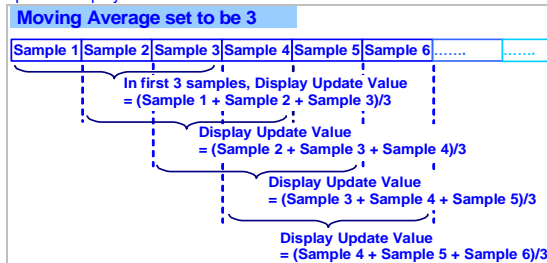 Moving Average set to be 3
Sample 1 Sample 2 Sample 3 Sample 4 Sample 5 Sample 6 ....... .......
In first 3 samples, Display Update Value
= (Sample 1 + Sample 2 + Sample 3)/3
Display Update Value
= (Sample 2 + Sample 3 + Sample 4)/3
Display Update Value
= (Sample 3 + Sample 4 + Sample 5)/3
Display Update Value
= (Sample 4 + Sample 5 + Sample 6)/3